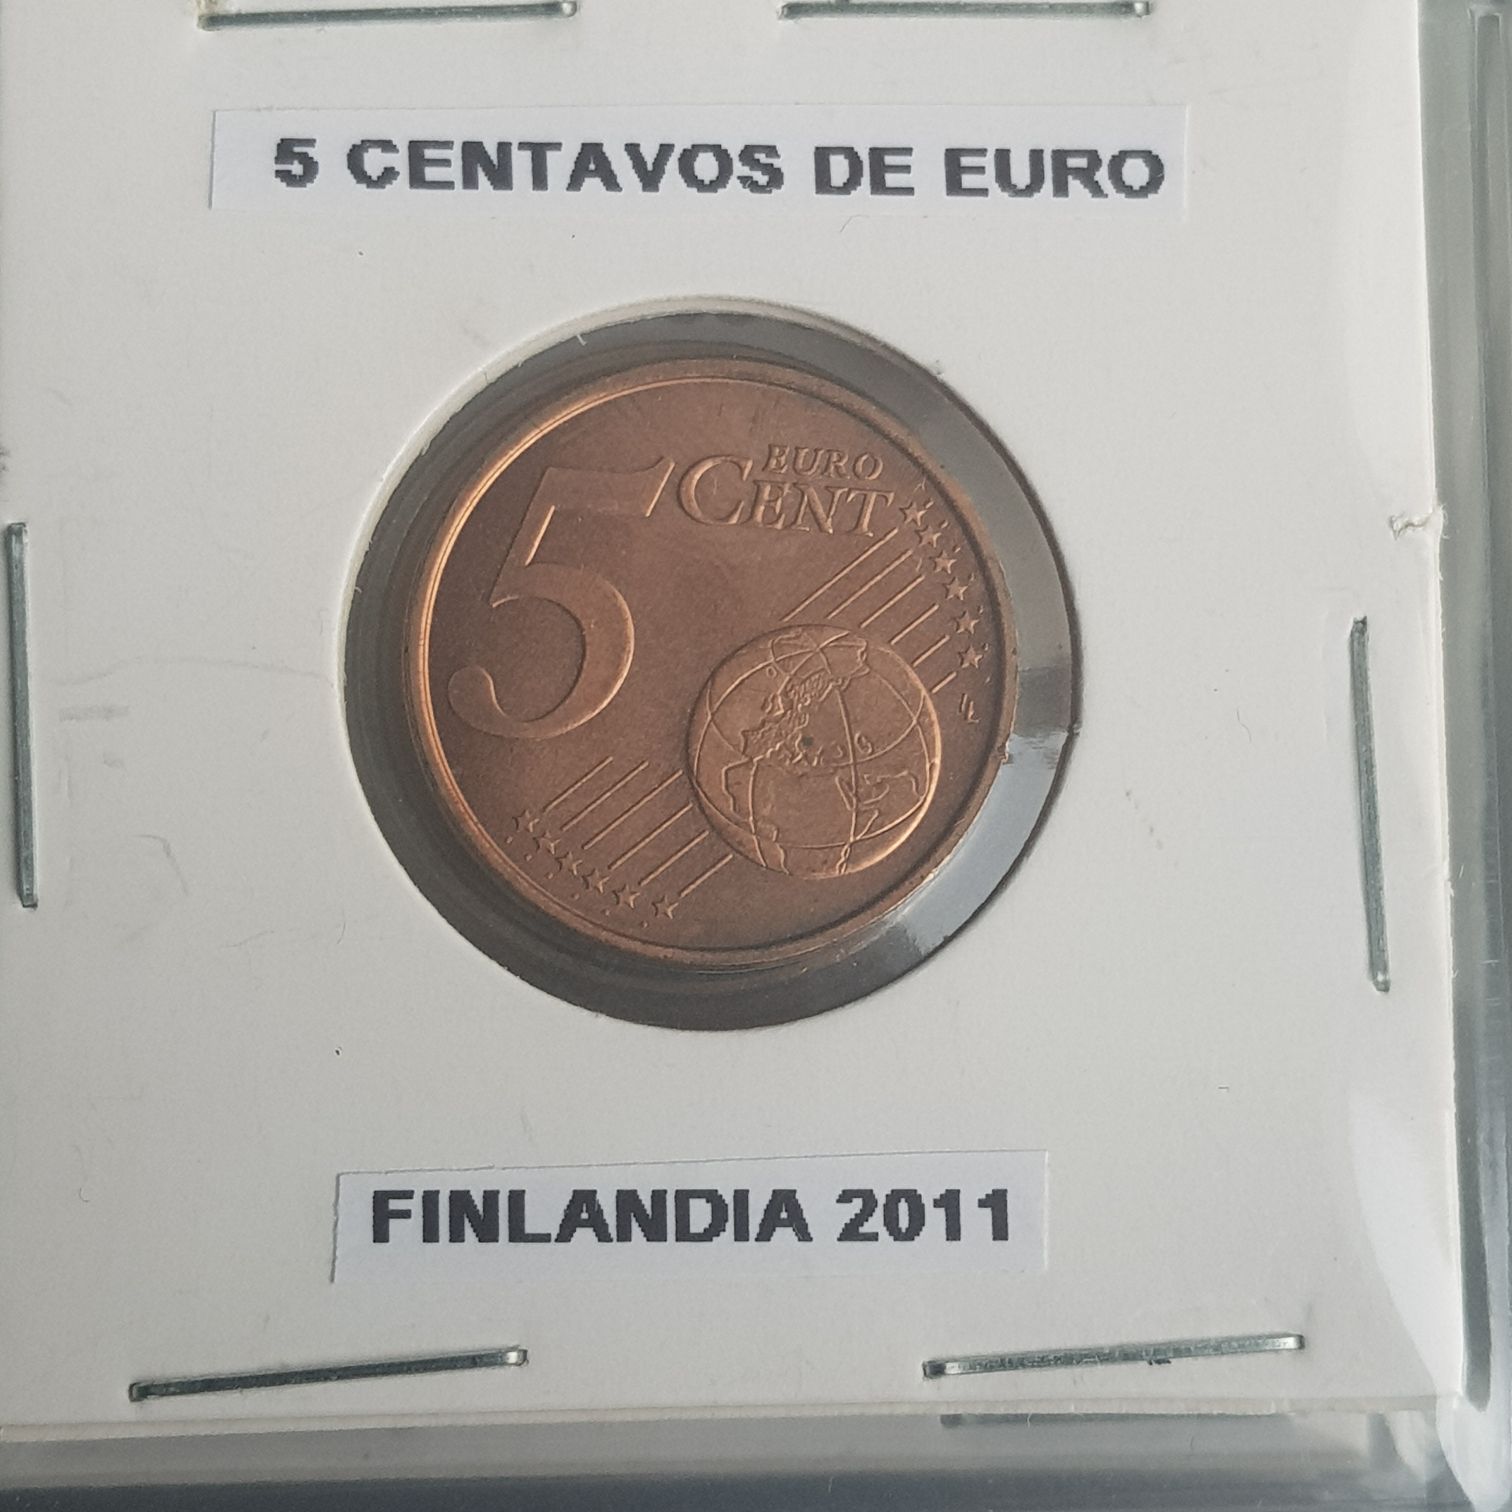 5 CENTAVOS DE EURO
5 EURO
CENT
FINLANDIA 2011